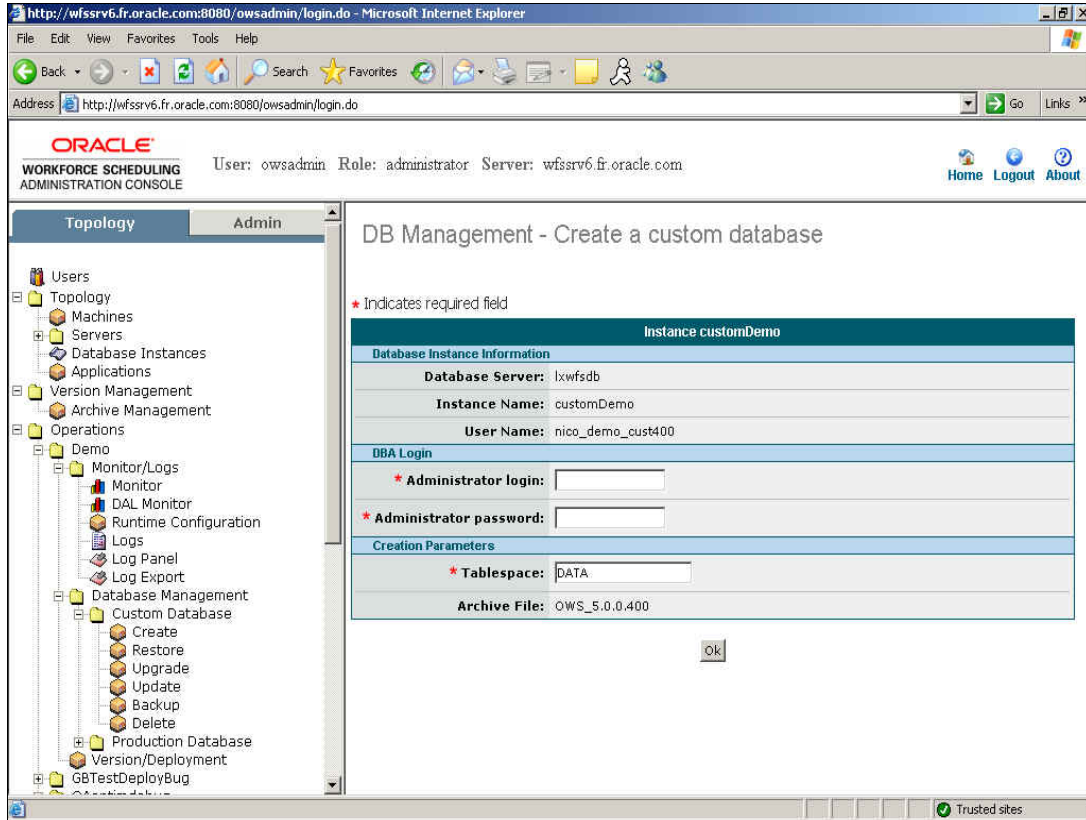 http://wfssrv6.fr.oracle.com:8080/owsadmin/login.do - Microsoft Internet Explorer
File Edit View Favorites Tools Help
Back Search Favorites
Address http://wfssrv6.fr.oracle.com:8080/owsadmin/login.do Go Links »
ORACLE
WORKFORCE SCHEDULING
ADMINISTRATION CONSOLE
User: owsadmin Role: administrator Server: wfssrv6.fr.oracle.com
Home Logout About
Topology Admin
Users
Topology
Machines
Servers
Database Instances
Applications
Version Management
Archive Management
Operations
Demo
Monitor/Logs
Monitor
DAL Monitor
Runtime Configuration
Logs
Log Panel
Log Export
Database Management
Custom Database
Create
Restore
Upgrade
Update
Backup
Delete
Production Database
Version/Deployment
GBTestDeployBug
DB Management - Create a custom database
* Indicates required field
Instance customDemo
Database Instance Information
Database Server: lxwfsdb
Instance Name: customDemo
User Name: nico_demo_cust400
DBA Login
* Administrator login:
* Administrator password:
Creation Parameters
* Tablespace: DATA
Archive File: OWS_5.0.0.400
Ok
Trusted sites